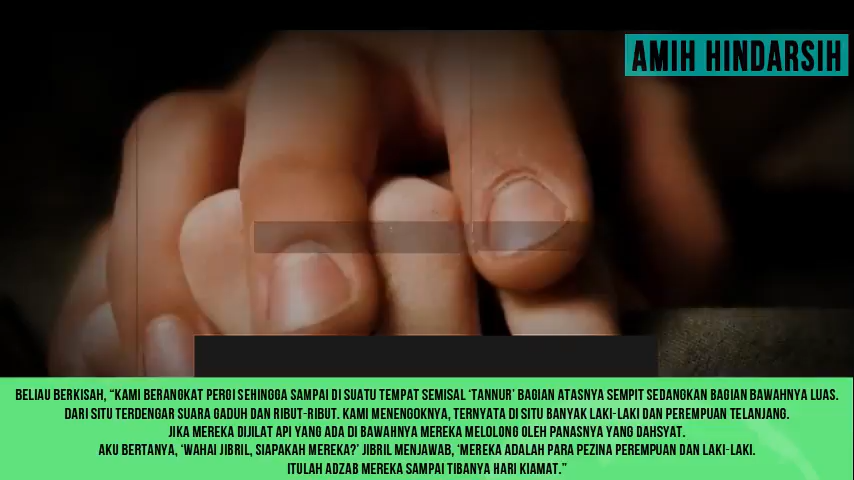 AMIH HINDARSIH
BELIAU BERKISAH, “KAMI BERANGKAT PERGI SEHINGGA SAMPAI DI SUATU TEMPAT SEMISAL ‘TANNUR’ BAGIAN ATASNYA SEMPIT SEDANGKAN BAGIAN BAWAHNYA LUAS.
DARI SITU TERDENGAR SUARA GADUH DAN RIBUT-RIBUT. KAMI MENENGOKNYA, TERNYATA DI SITU BANYAK LAKI-LAKI DAN PEREMPUAN TELANJANG.
JIKA MEREKA DIJILAT API YANG ADA DI BAWAHNYA MEREKA MELOLONG OLEH PANASNYA YANG DAHSYAT.
AKU BERTANYA, ‘WAHAI JIBRIL, SIAPAKAH MEREKA?’ JIBRIL MENJAWAB, ‘MEREKA ADALAH PARA PEZINA PEREMPUAN DAN LAKI-LAKI.
ITULAH ADZAB MEREKA SAMPAI TIBANYA HARI KIAMAT.”